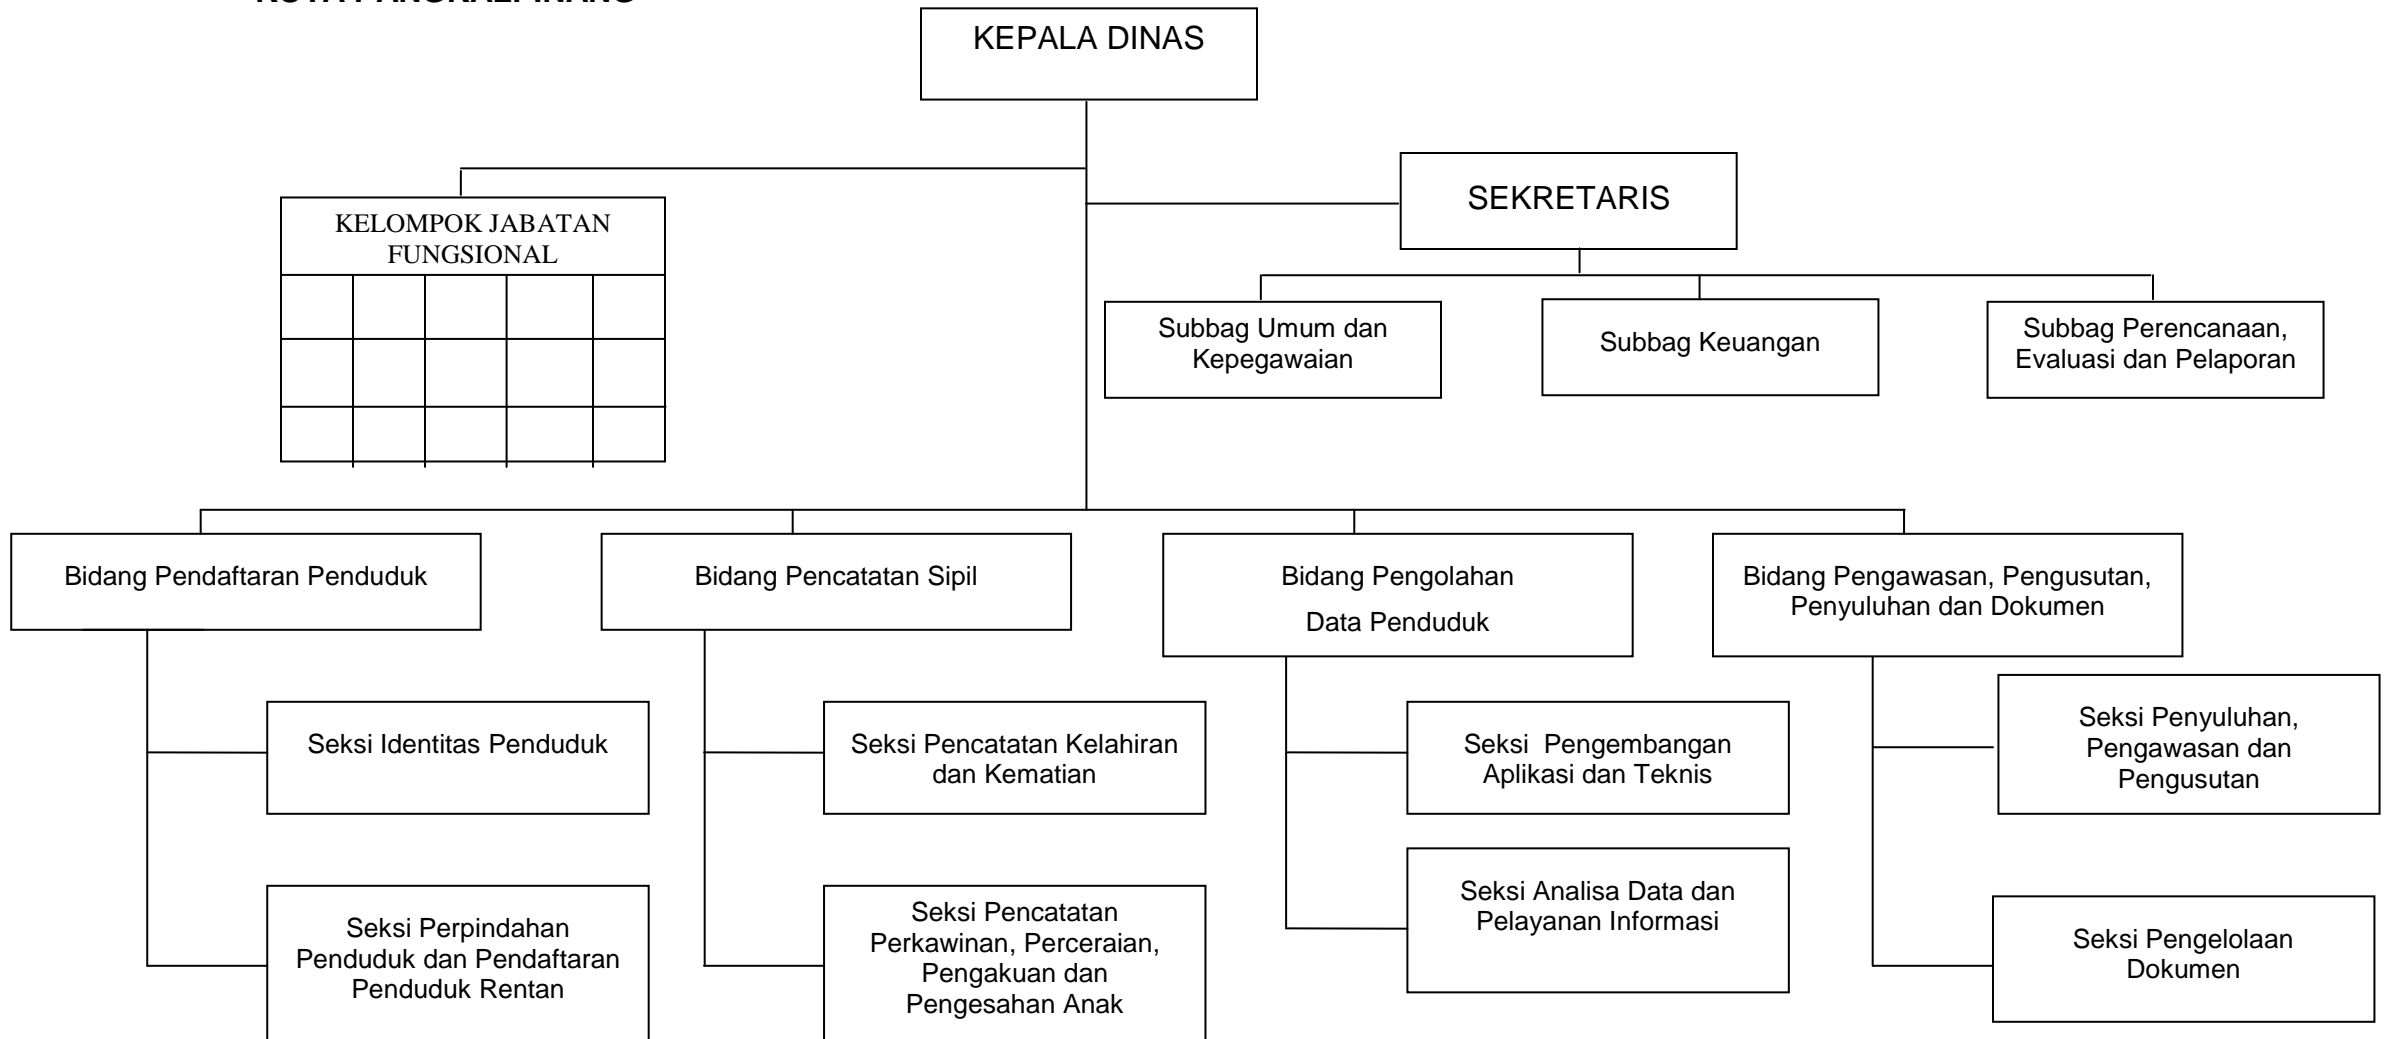 KEPALA DINAS
SEKRETARIS
KELOMPOK JABATAN
FUNGSIONAL
Subbag Umum dan
Kepegawaian
Subbag Keuangan
Subbag Perencanaan,
Evaluasi dan Pelaporan
Bidang Pendaftaran Penduduk
Bidang Pencatatan Sipil
Bidang Pengolahan
Data Penduduk
Bidang Pengawasan, Pengusutan,
Penyuluhan dan Dokumen
Seksi Identitas Penduduk
Seksi Pencatatan Kelahiran
dan Kematian
Seksi Pengembangan
Aplikasi dan Teknis
Seksi Penyuluhan,
Pengawasan dan
Pengusutan
Seksi Perpindahan
Penduduk dan Pendaftaran
Penduduk Rentan
Seksi Pencatatan
Perkawinan, Perceraian,
Pengakuan dan
Pengesahan Anak
Seksi Analisa Data dan
Pelayanan Informasi
Seksi Pengelolaan
Dokumen